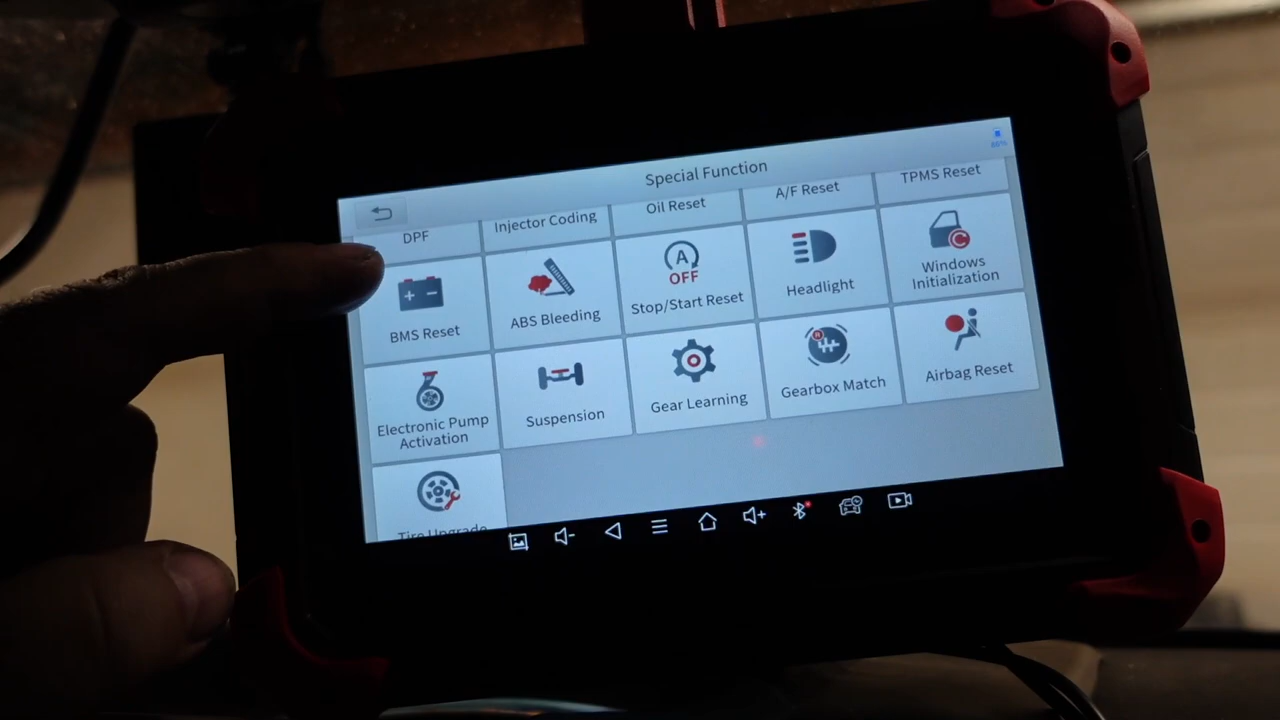 Special Function
DPF
Injector Coding
Oil Reset
A/F Reset
TPMS Reset
BMS Reset
ABS Bleeding
A
OFF
Stop/Start Reset
Headlight
Windows
Initialization
Electronic Pump
Activation
Suspension
Gear Learning
R
Gearbox Match
Airbag Reset
Tire Upgrade